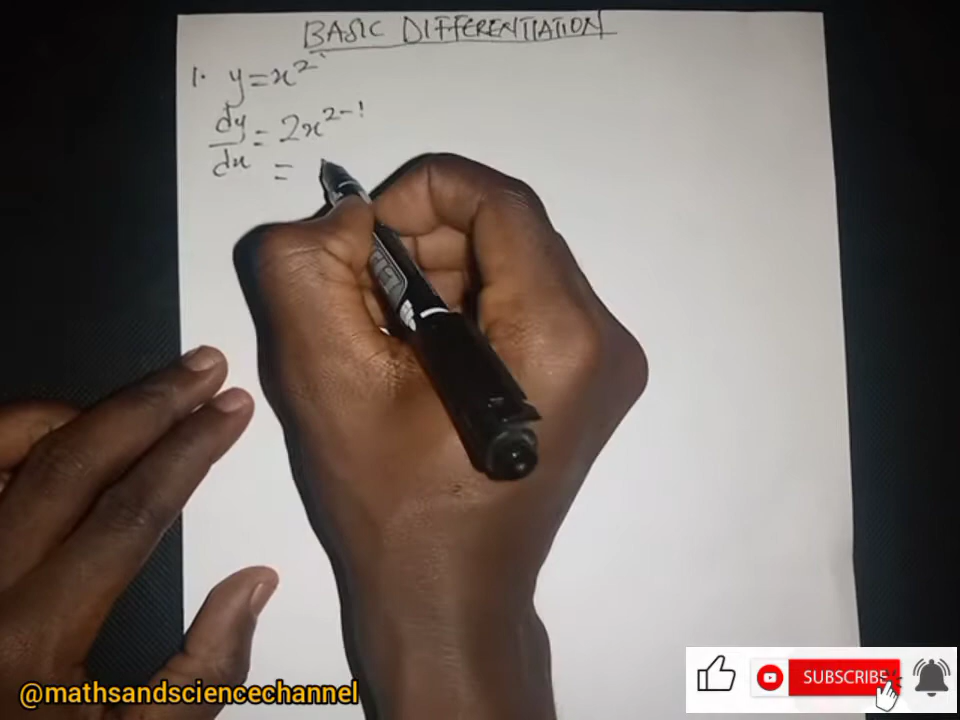 BASIC DIFFERENTIATION
1. y = x²
dy/dx = 2x²⁻¹
=
@mathsandsciencechannel
SUBSCRIBE